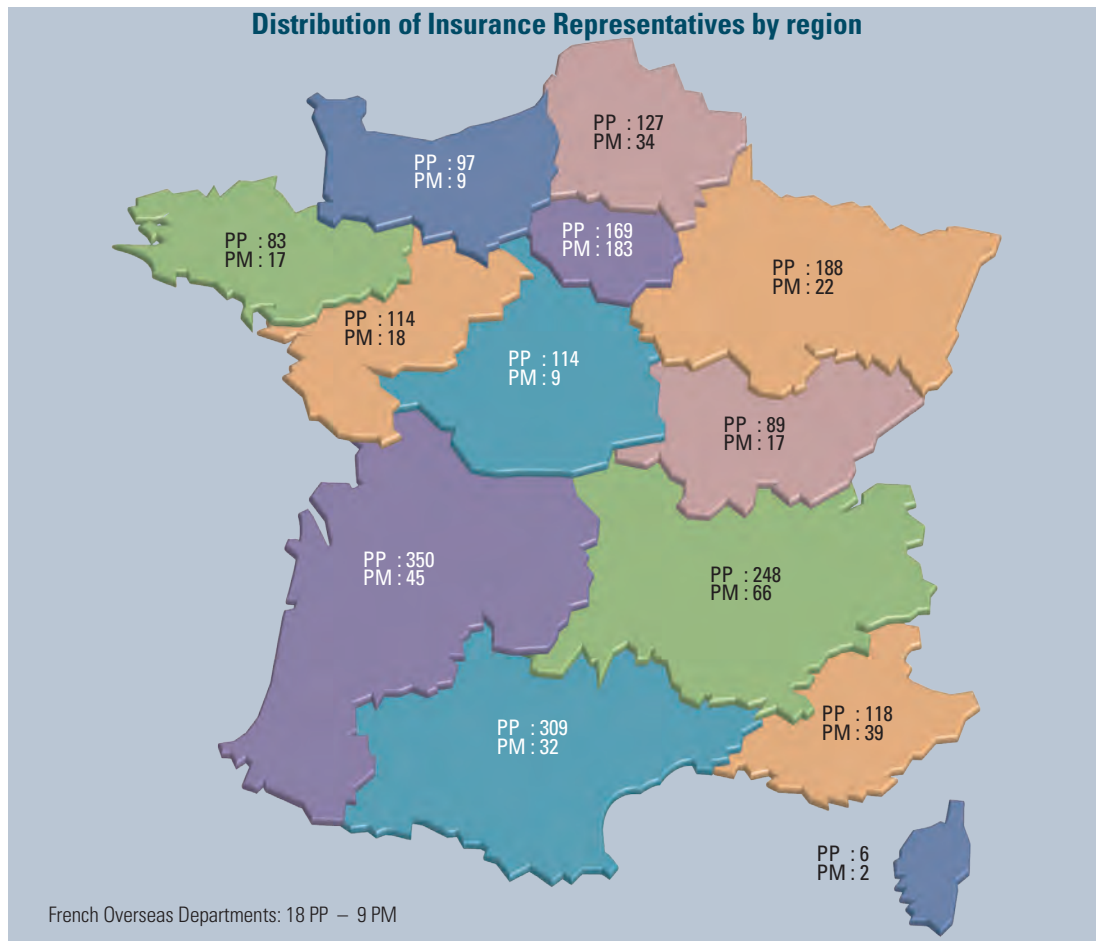 Distribution of Insurance Representatives by region
PP : 127
PM : 34
PP : 97
PM : 9
PP : 169
PM : 183
PP : 83
PM : 17
PP : 188
PM : 22
PP : 114
PM : 18
PP : 114
PM : 9
PP : 89
PM : 17
PP : 350
PM : 45
PP : 248
PM : 66
PP : 309
PM : 32
PP : 118
PM : 39
PP : 6
PM : 2
French Overseas Departments: 18 PP – 9 PM